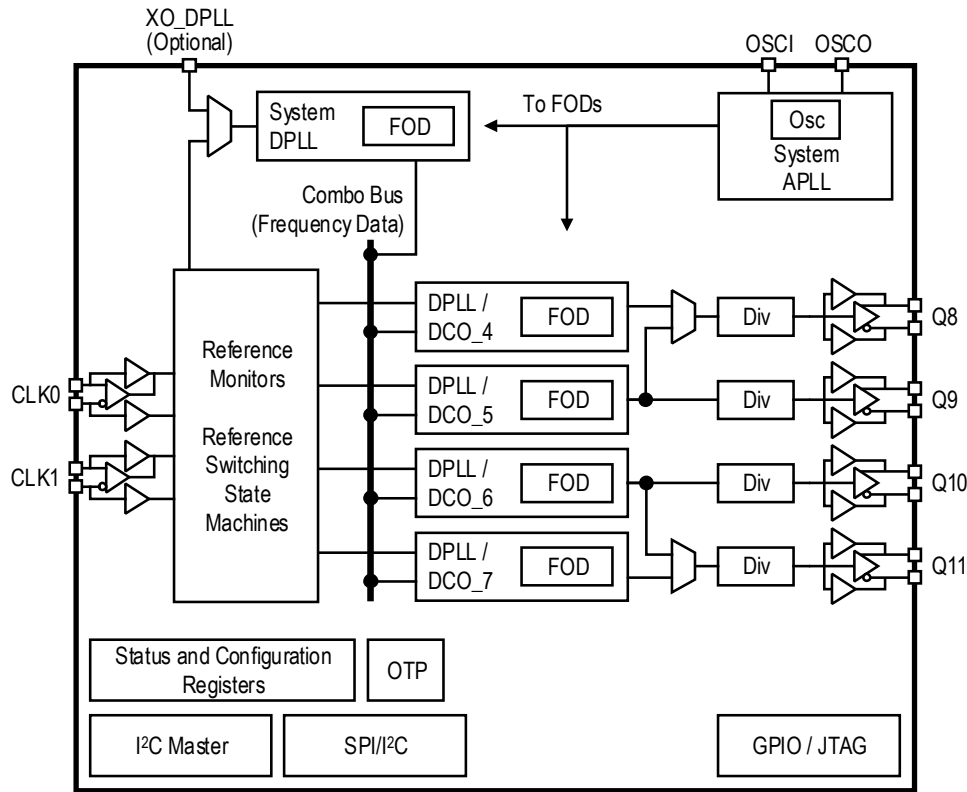 XO_DPLL
(Optional)
OSCI
OSCO
System
DPLL
FOD
To FODs
Osc
System
APLL
Combo Bus
(Frequency Data)
DPLL /
DCO_4
FOD
Div
Q8
Reference
Monitors
Reference
Switching
State
Machines
CLK0
DPLL /
DCO_5
FOD
Div
Q9
CLK1
DPLL /
DCO_6
FOD
Div
Q10
DPLL /
DCO_7
FOD
Div
Q11
Status and Configuration
Registers
OTP
I²C Master
SPI/I²C
GPIO / JTAG